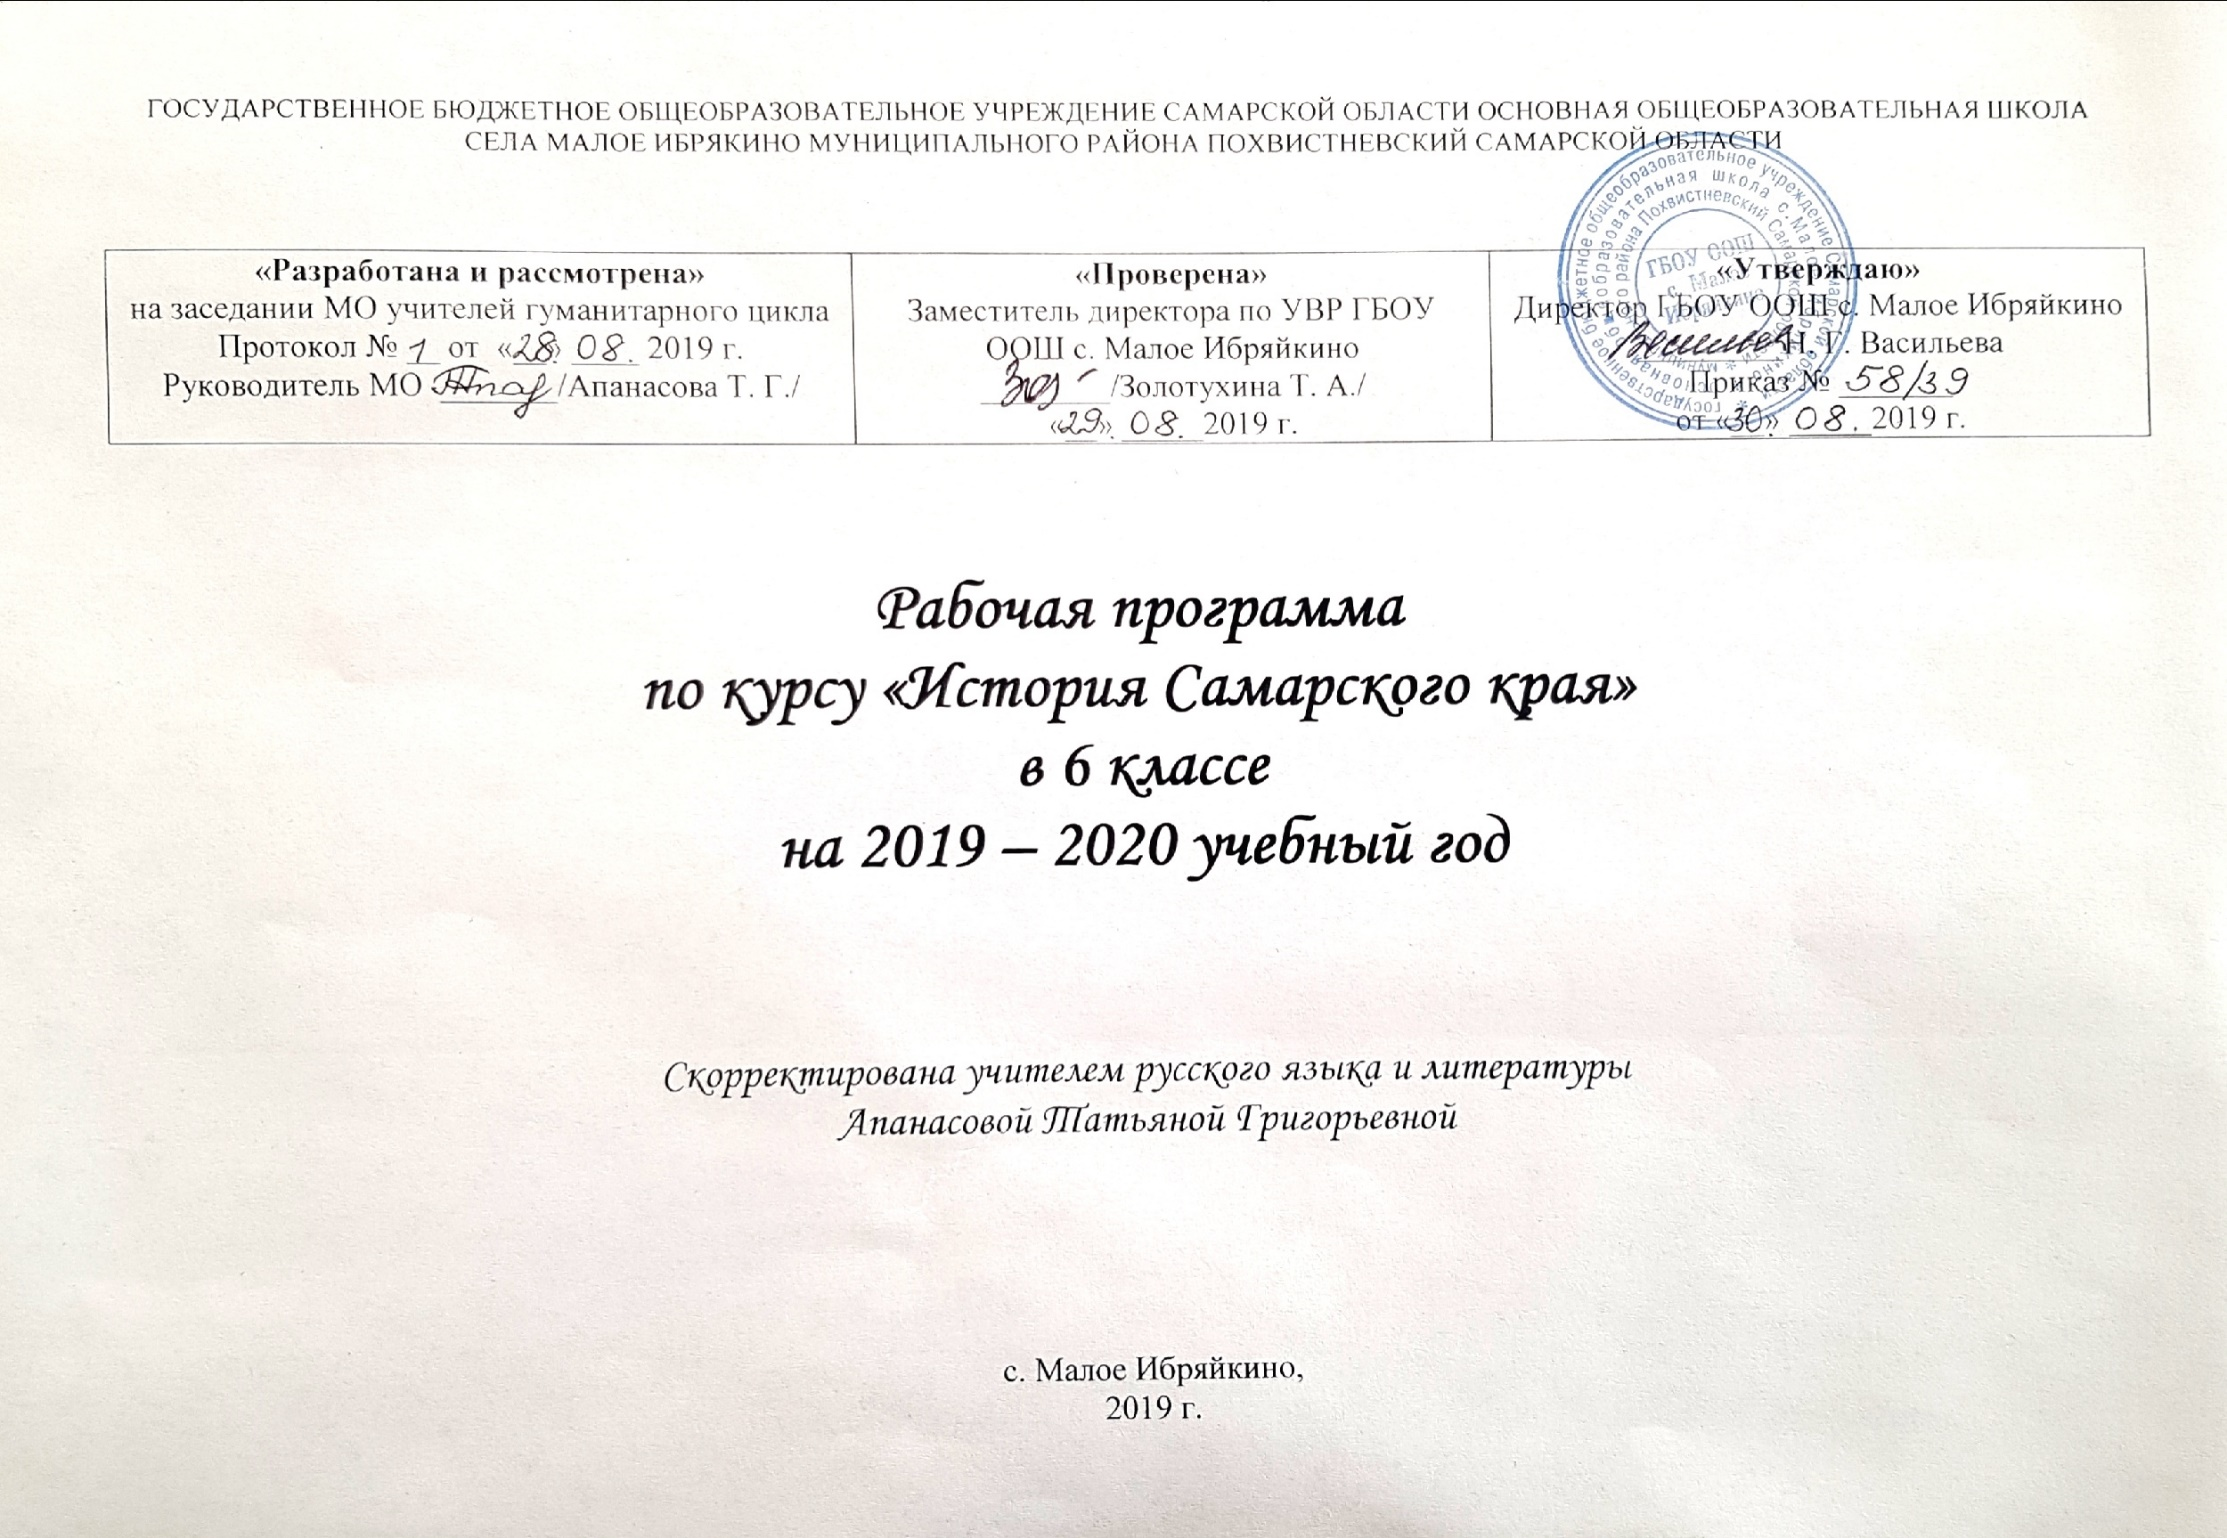 ГОСУДАРСТВЕННОЕ БЮДЖЕТНОЕ ОБЩЕОБРАЗОВАТЕЛЬНОЕ УЧРЕЖДЕНИЕ САМАРСКОЙ ОБЛАСТИ ОСНОВНАЯ ОБЩЕОБРАЗОВАТЕЛЬНАЯ ШКОЛА
СЕЛА МАЛОЕ ИБРЯКИНО МУНИЦИПАЛЬНОГО РАЙОНА ПОХВИСТНЕВСКИЙ САМАРСКОЙ ОБЛАСТИ
«Разработана и рассмотрена»
на заседании МО учителей гуманитарного цикла
Протокол № 1 от «28» 08. 2019 г.
Руководитель МО /Апанасова Т. Г./
«Проверена»
Заместитель директора по УВР ГБОУ
ООШ с. Малое Ибряйкино
/Золотухина Т. А./
«29». 08. 2019 г.
«Утверждаю»
Директор ГБОУ ООШ с. Малое Ибряйкино
Н. Г. Васильева
Приказ № 58/39
от «30» 08. 2019 г.
ГБОУ ООШ
Рабочая программа
по курсу «История Самарского края»
в 6 классе
на 2019 – 2020 учебный год
Скорректирована учителем русского языка и литературы
Апанасовой Татьяной Григорьевной
с. Малое Ибряйкино,
2019 г.